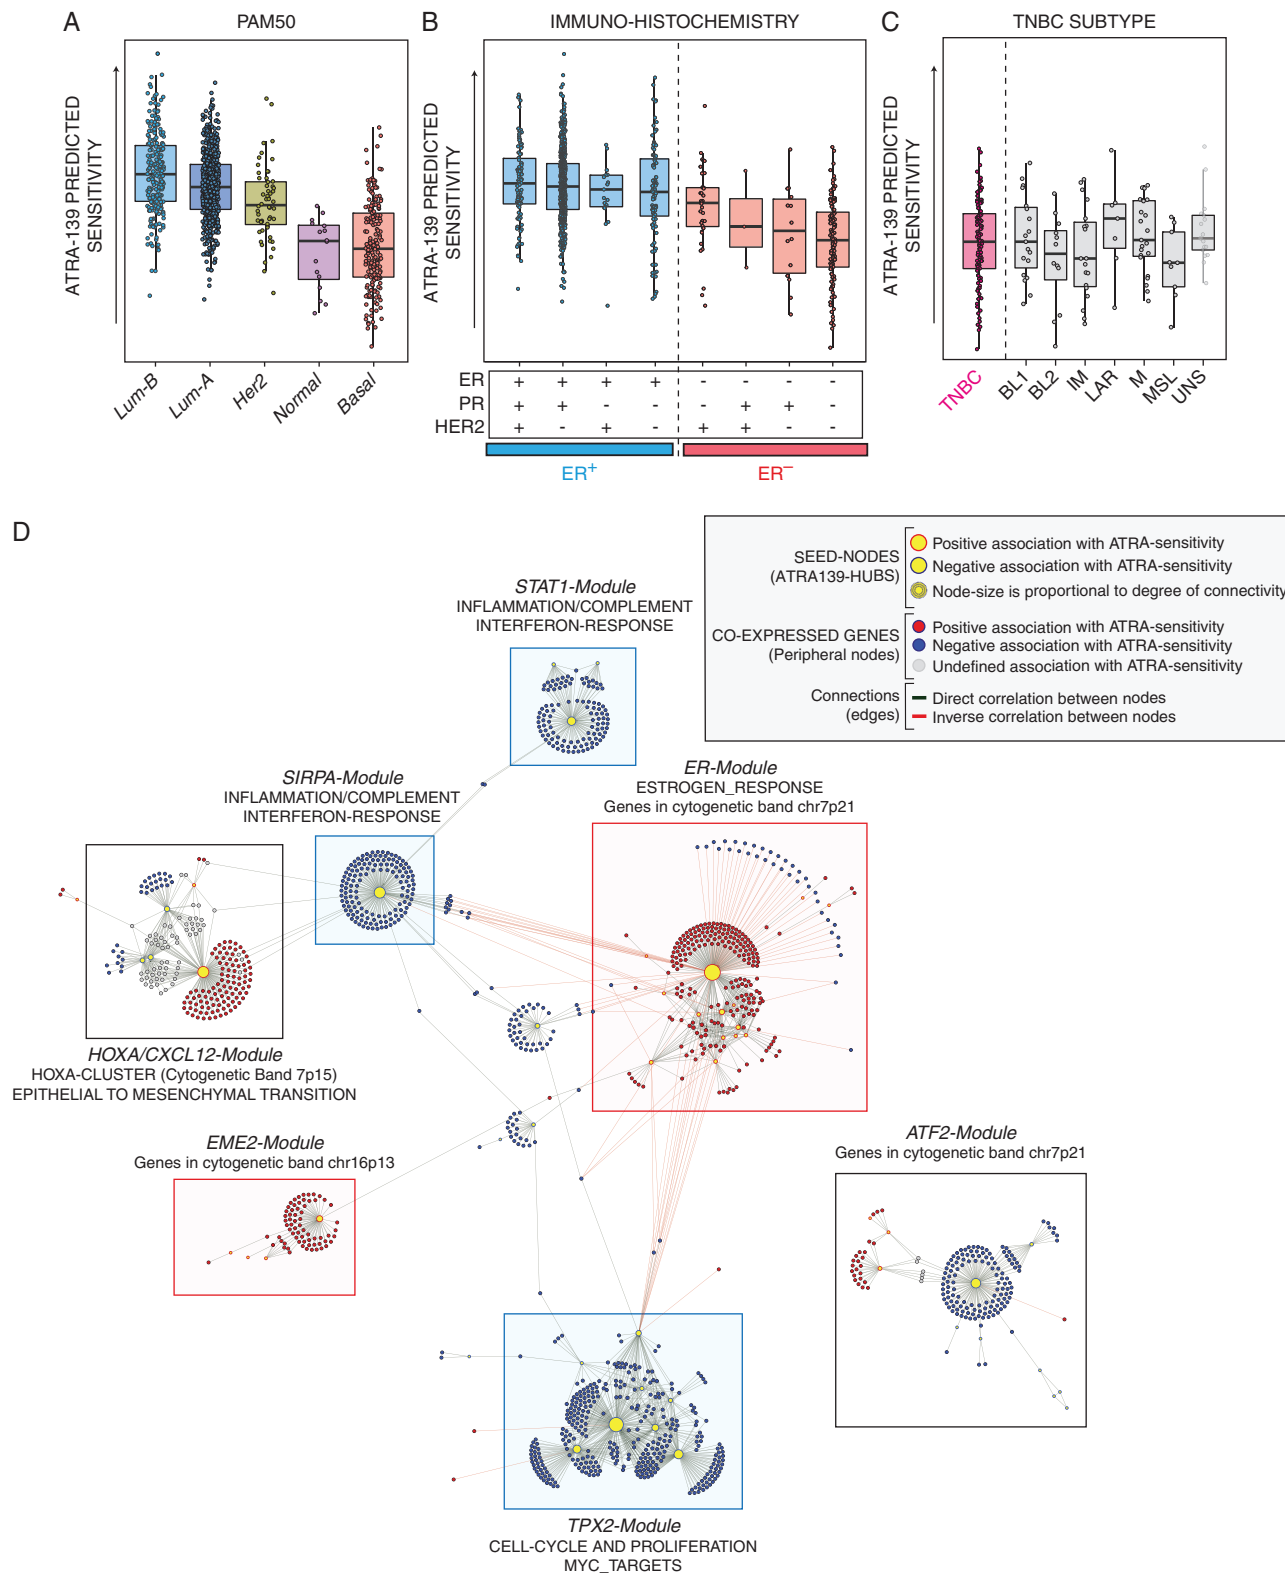 A
PAM50
ATRA-139 PREDICTED
SENSITIVITY
Lum-B
Lum-A
Her2
Normal
Basal
B
IMMUNO-HISTOCHEMISTRY
ATRA-139 PREDICTED
SENSITIVITY
ER + + + + - - - -
PR + + - - - + + -
HER2 + - + - + + - -
ER+
ER−
C
TNBC SUBTYPE
ATRA-139 PREDICTED
SENSITIVITY
TNBC
BL1
BL2
IM
LAR
M
MSL
UNS
D
SEED-NODES
(ATRA139-HUBS)
Positive association with ATRA-sensitivity
Negative association with ATRA-sensitivity
Node-size is proportional to degree of connectivity
CO-EXPRESSED GENES
(Peripheral nodes)
Positive association with ATRA-sensitivity
Negative association with ATRA-sensitivity
Undefined association with ATRA-sensitivity
Connections
(edges)
Direct correlation between nodes
Inverse correlation between nodes
STAT1-Module
INFLAMMATION/COMPLEMENT
INTERFERON-RESPONSE
SIRPA-Module
INFLAMMATION/COMPLEMENT
INTERFERON-RESPONSE
ER-Module
ESTROGEN_RESPONSE
Genes in cytogenetic band chr7p21
HOXA/CXCL12-Module
HOXA-CLUSTER (Cytogenetic Band 7p15)
EPITHELIAL TO MESENCHYMAL TRANSITION
EME2-Module
Genes in cytogenetic band chr16p13
ATF2-Module
Genes in cytogenetic band chr7p21
TPX2-Module
CELL-CYCLE AND PROLIFERATION
MYC_TARGETS